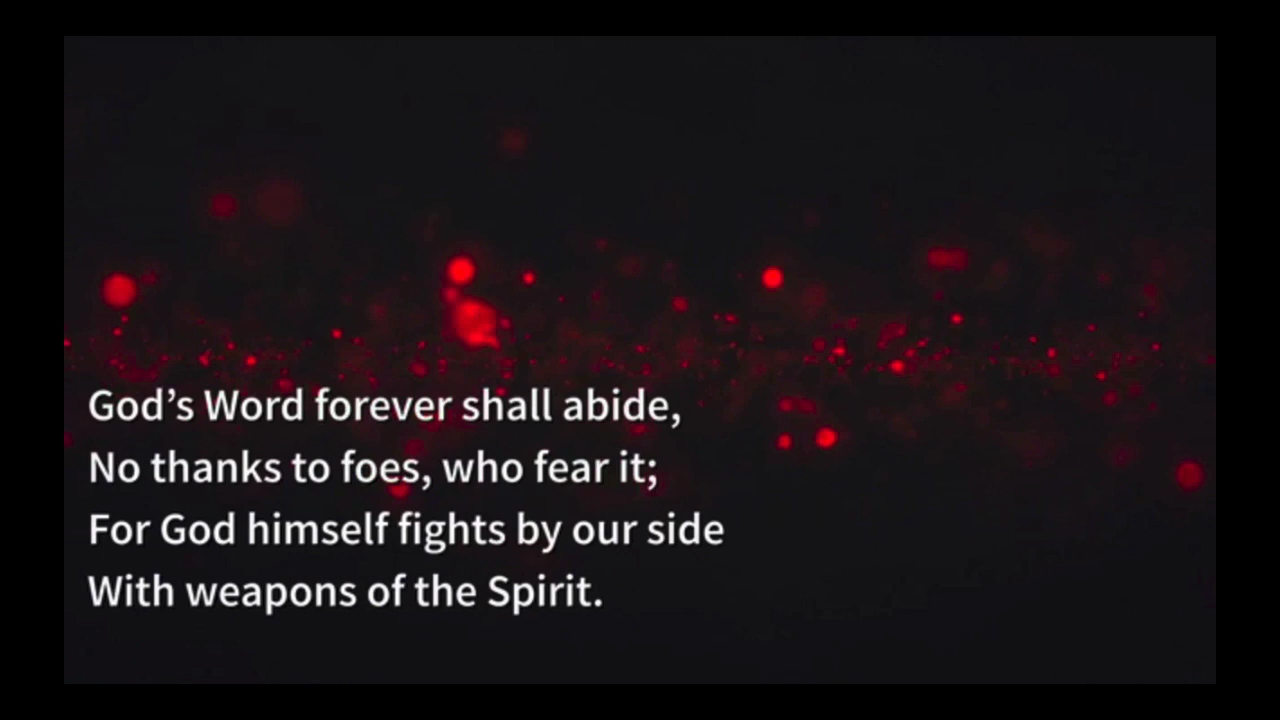 God’s Word forever shall abide,
No thanks to foes, who fear it;
For God himself fights by our side
With weapons of the Spirit.